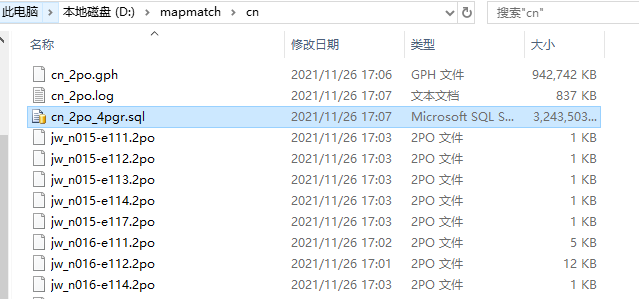 此电脑 › 本地磁盘 (D:) › mapmatch › cn 搜索"cn"
名称 修改日期 类型 大小
cn_2po.gph 2021/11/26 17:06 GPH 文件 942,742 KB
cn_2po.log 2021/11/26 17:07 文本文档 837 KB
cn_2po_4pgr.sql 2021/11/26 17:07 Microsoft SQL S... 3,243,503...
jw_n015-e111.2po 2021/11/26 17:03 2PO 文件 1 KB
jw_n015-e112.2po 2021/11/26 17:03 2PO 文件 1 KB
jw_n015-e113.2po 2021/11/26 17:03 2PO 文件 1 KB
jw_n015-e114.2po 2021/11/26 17:03 2PO 文件 1 KB
jw_n015-e117.2po 2021/11/26 17:03 2PO 文件 1 KB
jw_n016-e111.2po 2021/11/26 17:02 2PO 文件 5 KB
jw_n016-e112.2po 2021/11/26 17:01 2PO 文件 12 KB
jw_n016-e114.2po 2021/11/26 17:03 2PO 文件 1 KB